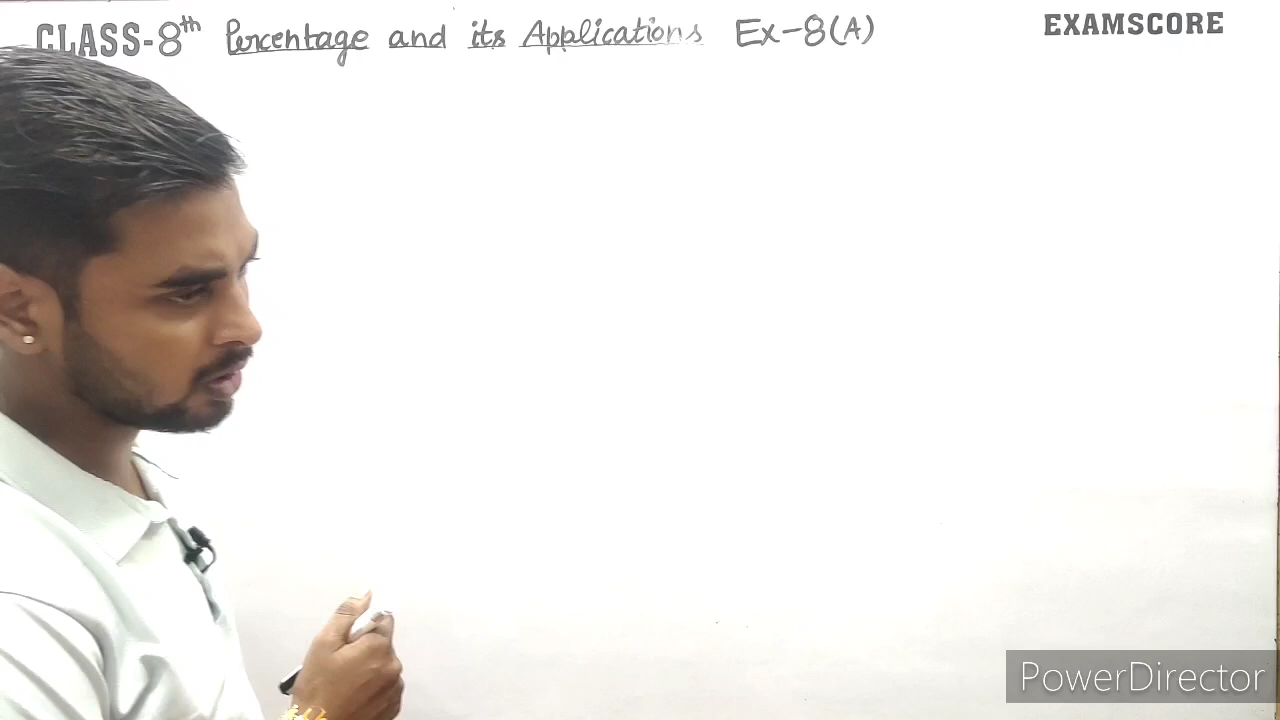 CLASS-8th Percentage and its Applications Ex-8(A) EXAMSCORE
PowerDirector